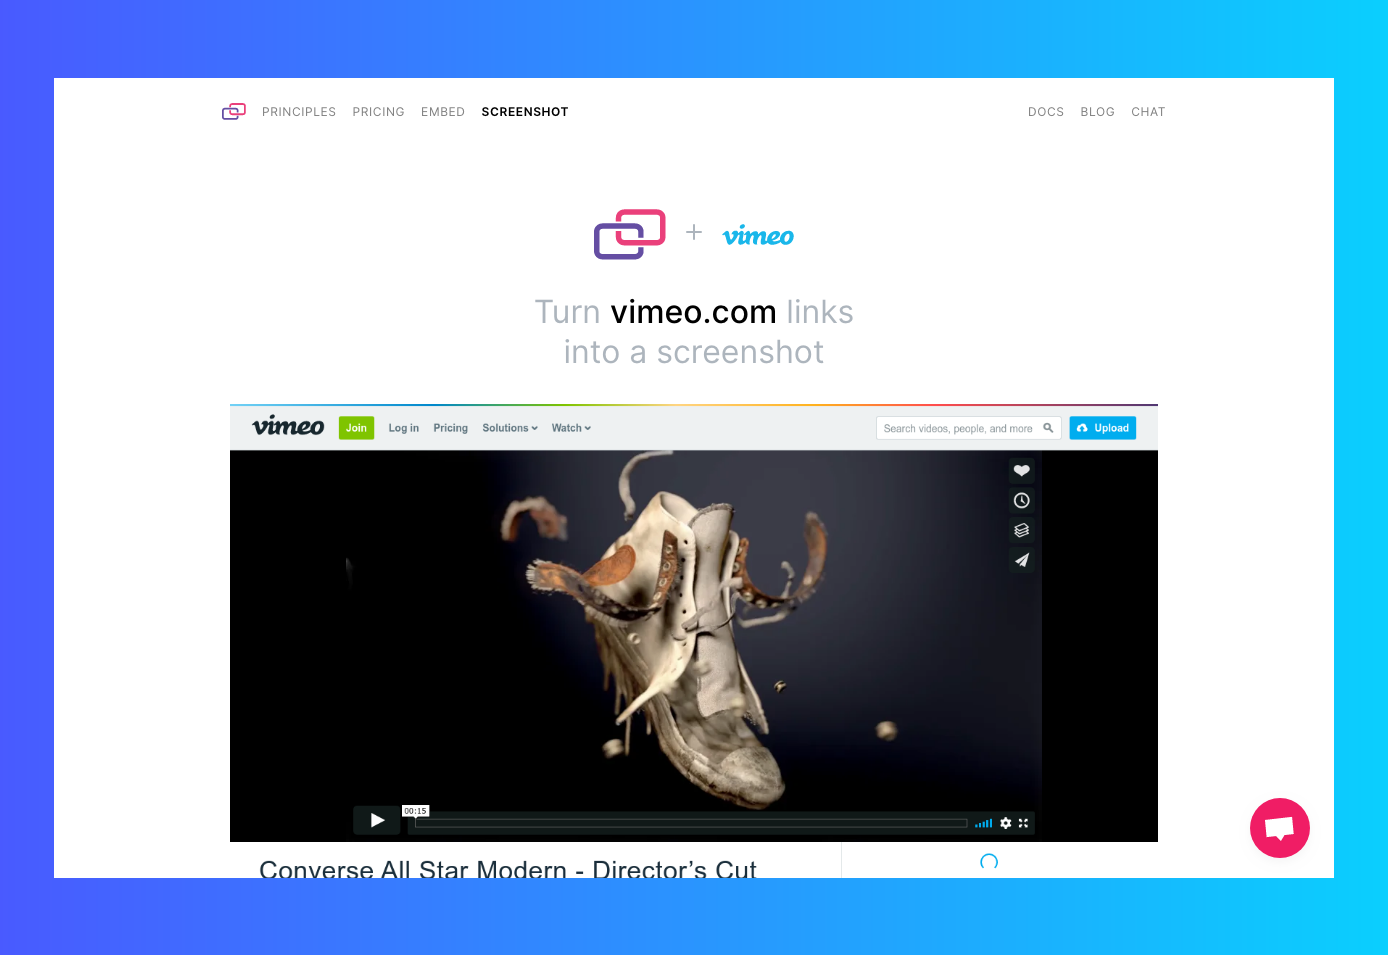 PRINCIPLES PRICING EMBED SCREENSHOT DOCS BLOG CHAT
vimeo
Turn vimeo.com links
into a screenshot
vimeo Join Log in Pricing Solutions Watch Search videos, people, and more Upload
00:15
Converse All Star Modern - Director’s Cut